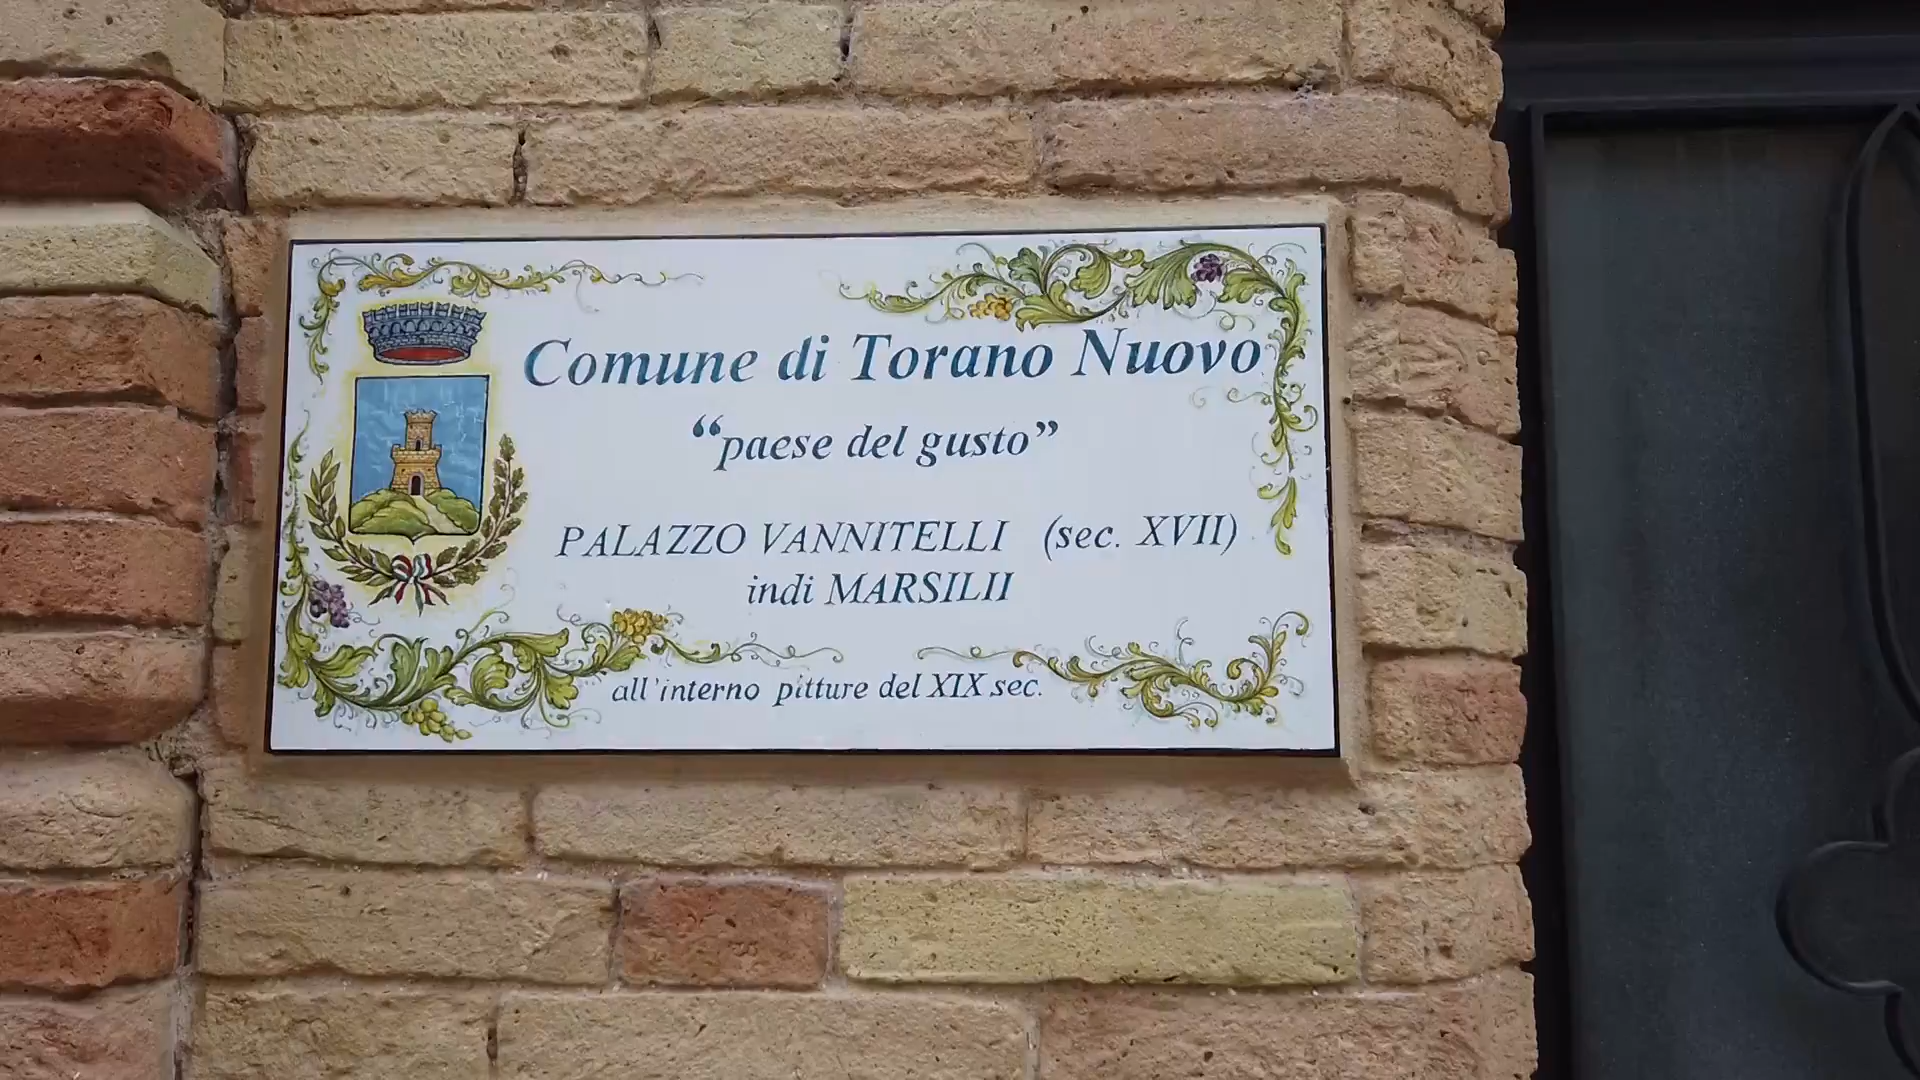 Comune di Torano Nuovo
“paese del gusto”
PALAZZO VANNITELLI (sec. XVII)
indi MARSILII
all'interno pitture del XIX sec.